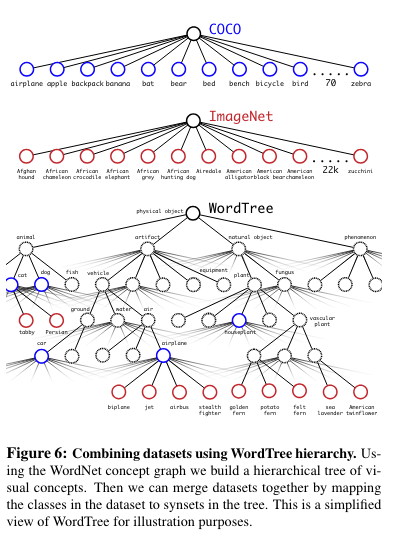 COCO
airplane apple backpack banana bat bear bed bench bicycle bird ..... 70 zebra
ImageNet
Afghan hound
African chameleon
African crocodile
African elephant
African grey
African hunting dog
Airedale
American alligator
American black bear
American chameleon
..... 22k
zucchini
physical object WordTree
animal artifact natural object phenomenon
cat dog fish vehicle equipment plant fungus
tabby Persian ground water air houseplant vascular plant
car airplane
biplane jet airbus stealth fighter golden fern potato fern felt fern sea lavender American twinflower
Figure 6: Combining datasets using WordTree hierarchy. Us-
ing the WordNet concept graph we build a hierarchical tree of vi-
sual concepts. Then we can merge datasets together by mapping
the classes in the dataset to synsets in the tree. This is a simplified
view of WordTree for illustration purposes.